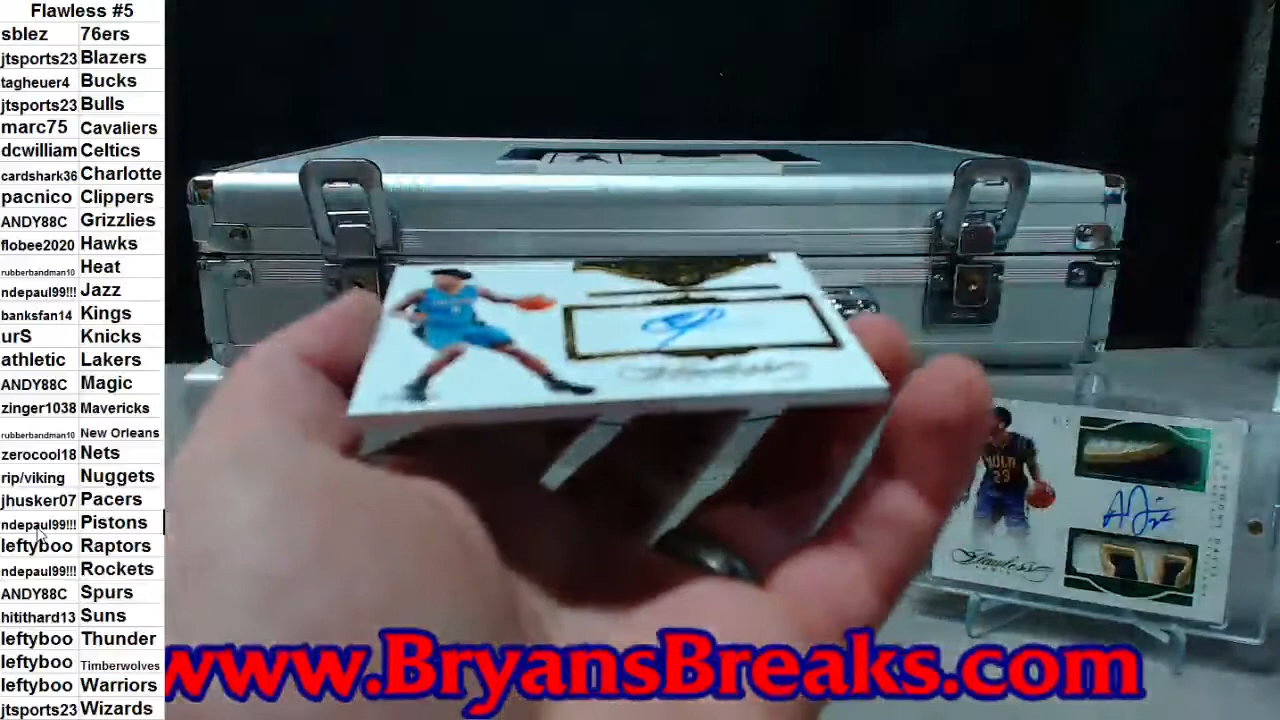 Flawless #5
sblez 76ers
jtsports23 Blazers
tagheuer4 Bucks
jtsports23 Bulls
marc75 Cavaliers
dcwilliam Celtics
cardshark36 Charlotte
pacnico Clippers
ANDY88C Grizzlies
flobee2020 Hawks
rubberbandman10 Heat
ndepaul99!!! Jazz
banksfan14 Kings
urS Knicks
athletic Lakers
ANDY88C Magic
zinger1038 Mavericks
rubberbandman10 New Orleans
zerocool18 Nets
rip/viking Nuggets
jhusker07 Pacers
ndepaul99!!! Pistons
leftyboo Raptors
ndepaul99!!! Rockets
ANDY88C Spurs
hitithard13 Suns
leftyboo Thunder
leftyboo Timberwolves
leftyboo Warriors
jtsports23 Wizards
23
Flawless
www.BryansBreaks.com